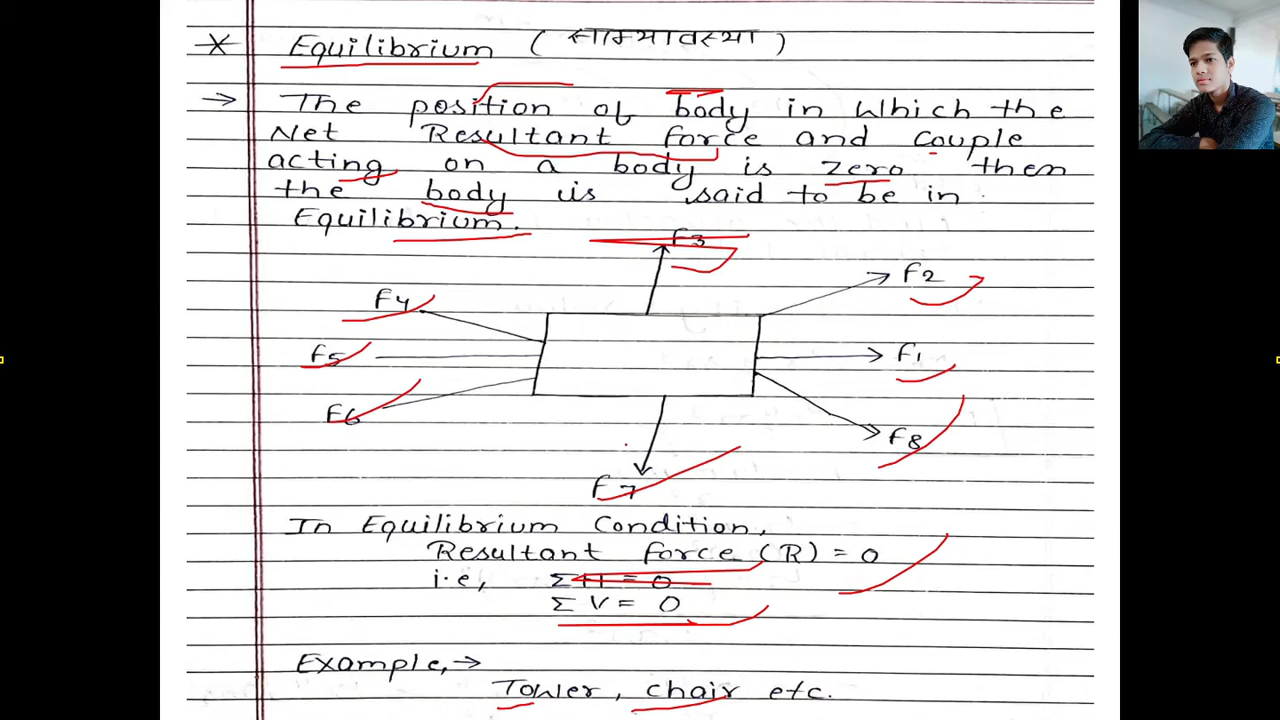 * Equilibrium (साम्यावस्था)
→ The position of body in which the
Net Resultant force and couple
acting on a body is zero then
the body is said to be in
Equilibrium.
F3
F2
F4
F5
F1
F6
F8
F7
In Equilibrium Condition,
Resultant force (R) = 0
i.e, ΣH = 0
ΣV = 0
Example, →
Tower, chair etc.